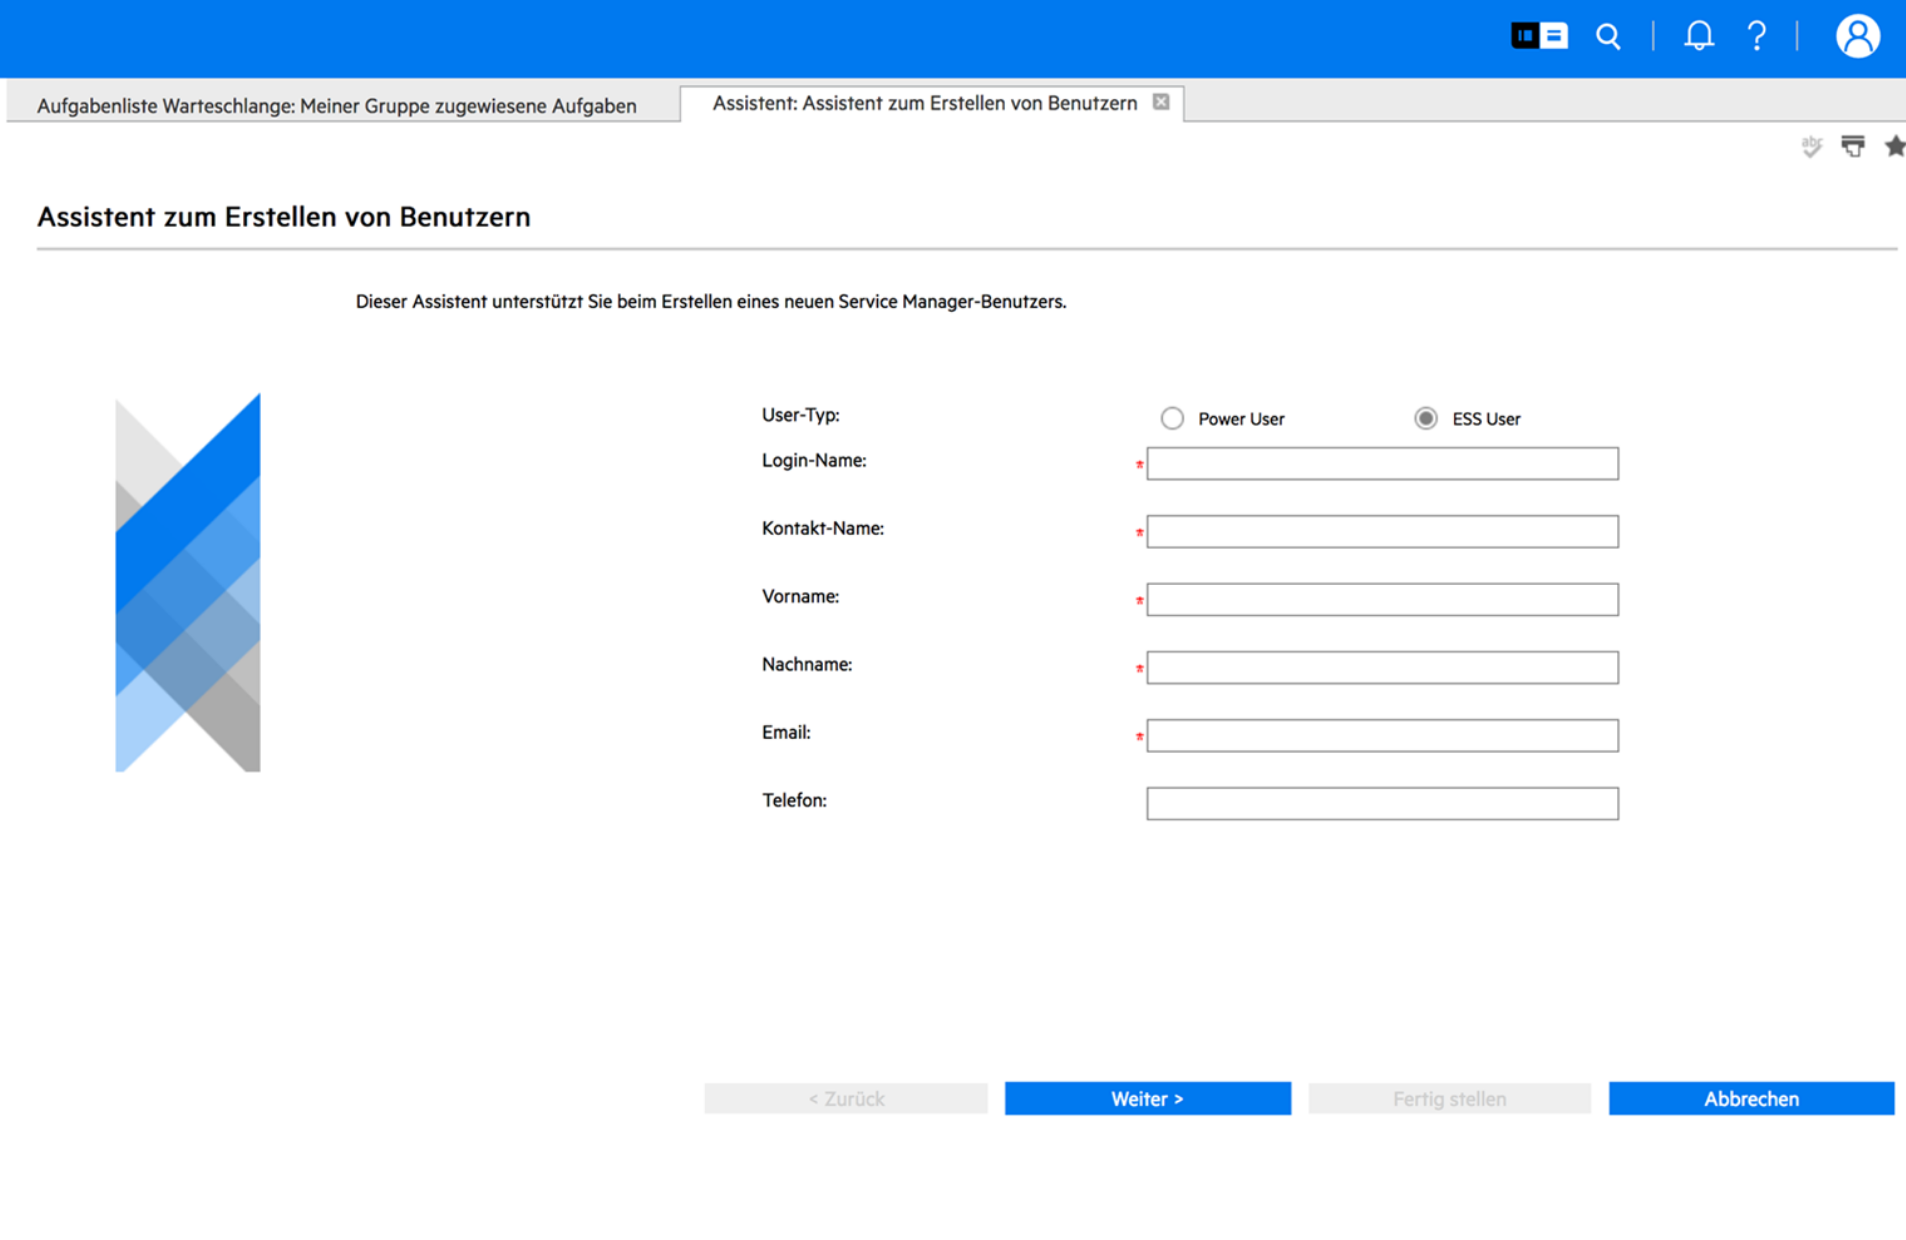 Aufgabenliste Warteschlange: Meiner Gruppe zugewiesene Aufgaben
Assistent: Assistent zum Erstellen von Benutzern
abc
Assistent zum Erstellen von Benutzern
Dieser Assistent unterstützt Sie beim Erstellen eines neuen Service Manager-Benutzers.
User-Typ: Power User ESS User
Login-Name: *
Kontakt-Name: *
Vorname: *
Nachname: *
Email: *
Telefon:
< Zurück Weiter > Fertig stellen Abbrechen